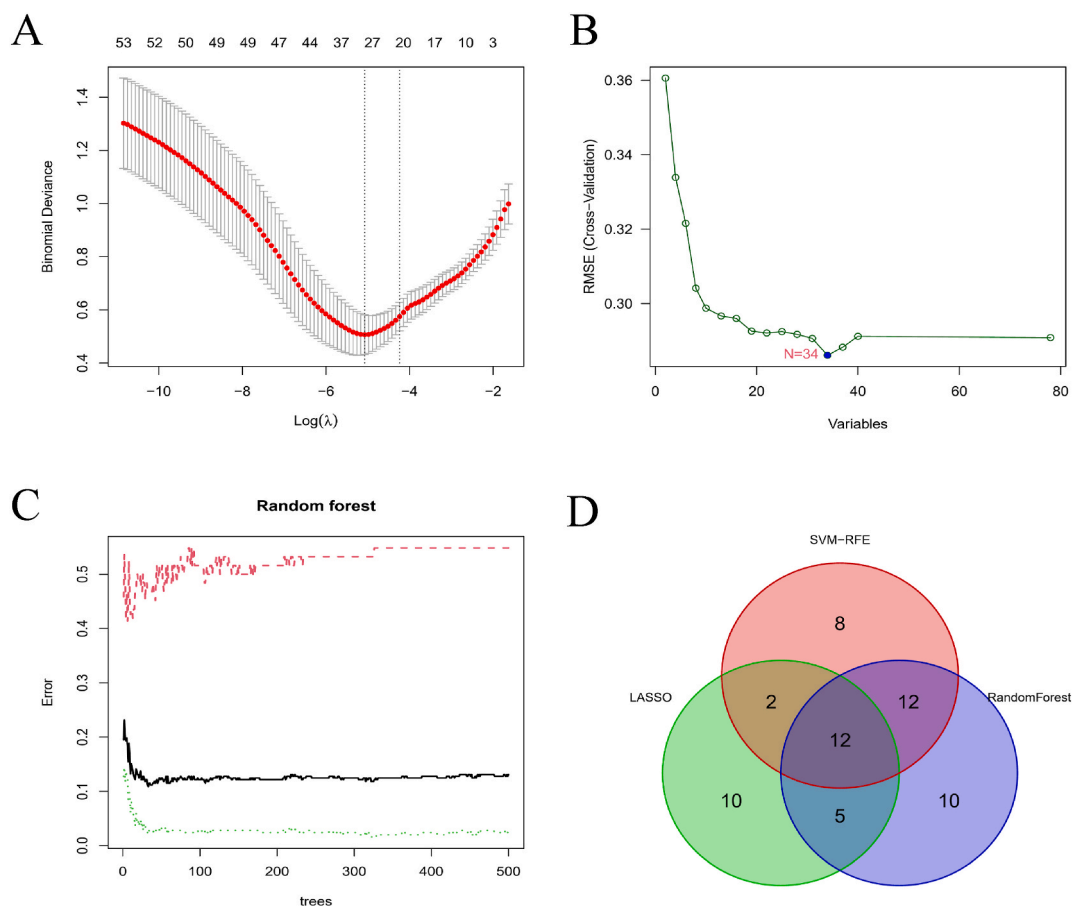 A
53 52 50 49 49 47 44 37 27 20 17 10 3
Binomial Deviance
1.4
1.2
1.0
0.8
0.6
0.4
−10 −8 −6 −4 −2
Log(λ)
B
RMSE (Cross−Validation)
0.36
0.34
0.32
0.30
N=34
0 20 40 60 80
Variables
C
Random forest
Error
0.5
0.4
0.3
0.2
0.1
0.0
0 100 200 300 400 500
trees
D
SVM−RFE
8
LASSO
2
12
RandomForest
12
10
5
10